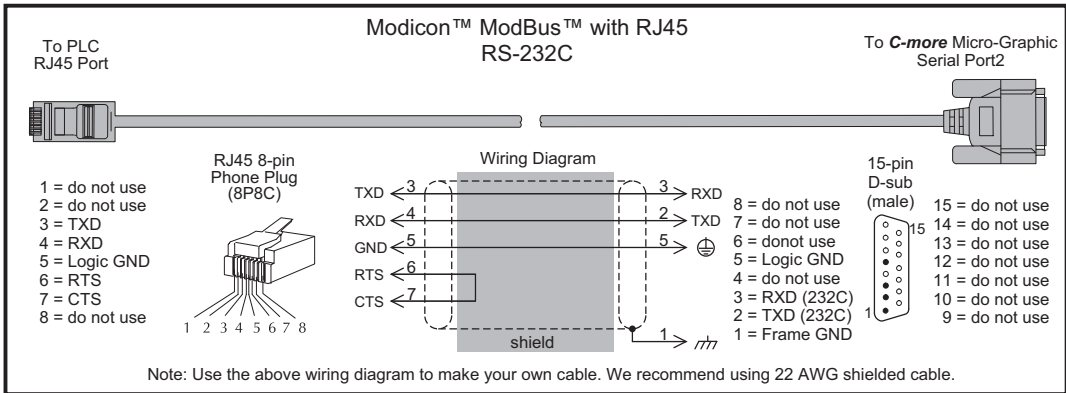 Modicon™ ModBus™ with RJ45
RS-232C
To PLC
RJ45 Port
To C-more Micro-Graphic
Serial Port2
1 = do not use
2 = do not use
3 = TXD
4 = RXD
5 = Logic GND
6 = RTS
7 = CTS
8 = do not use
RJ45 8-pin
Phone Plug
(8P8C)
1 2 3 4 5 6 7 8
Wiring Diagram
TXD 3 3 RXD
RXD 4 2 TXD
GND 5 5
RTS 6
CTS 7
shield
1
8 = do not use
7 = do not use
6 = donot use
5 = Logic GND
4 = do not use
3 = RXD (232C)
2 = TXD (232C)
1 = Frame GND
15-pin
D-sub
(male)
15
1
15 = do not use
14 = do not use
13 = do not use
12 = do not use
11 = do not use
10 = do not use
9 = do not use
Note: Use the above wiring diagram to make your own cable. We recommend using 22 AWG shielded cable.